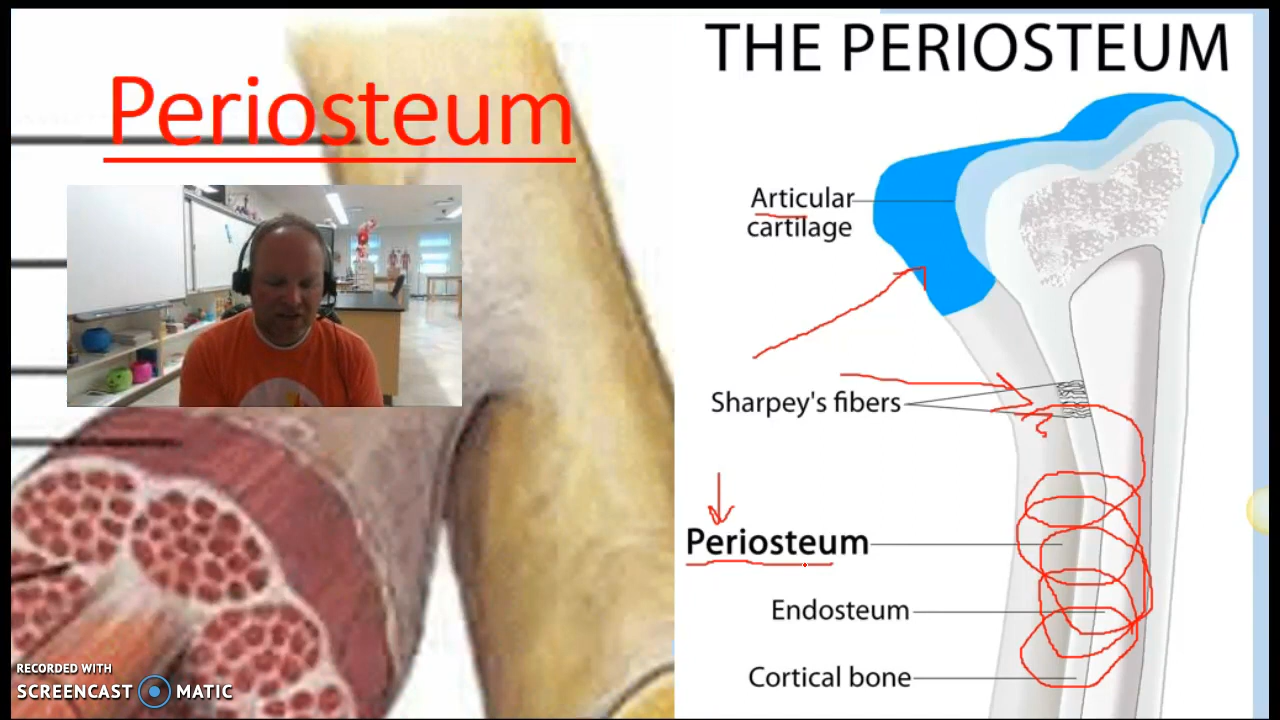 Periosteum
THE PERIOSTEUM
Articular
cartilage
Sharpey's fibers
Periosteum
Endosteum
Cortical bone
RECORDED WITH
SCREENCAST MATIC